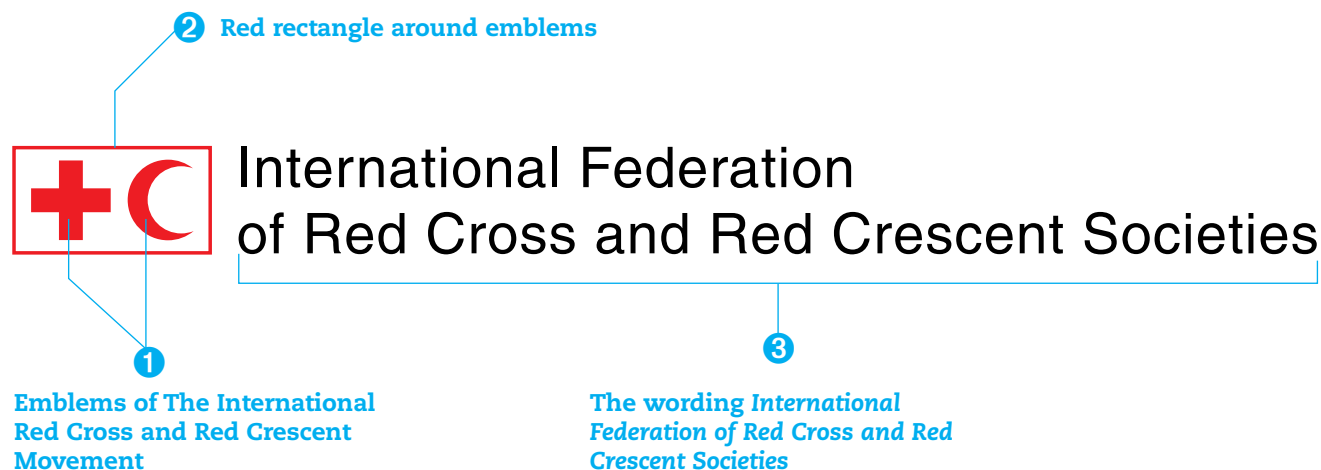 2 Red rectangle around emblems
International Federation
of Red Cross and Red Crescent Societies
1
Emblems of The International
Red Cross and Red Crescent
Movement
3
The wording International
Federation of Red Cross and Red
Crescent Societies